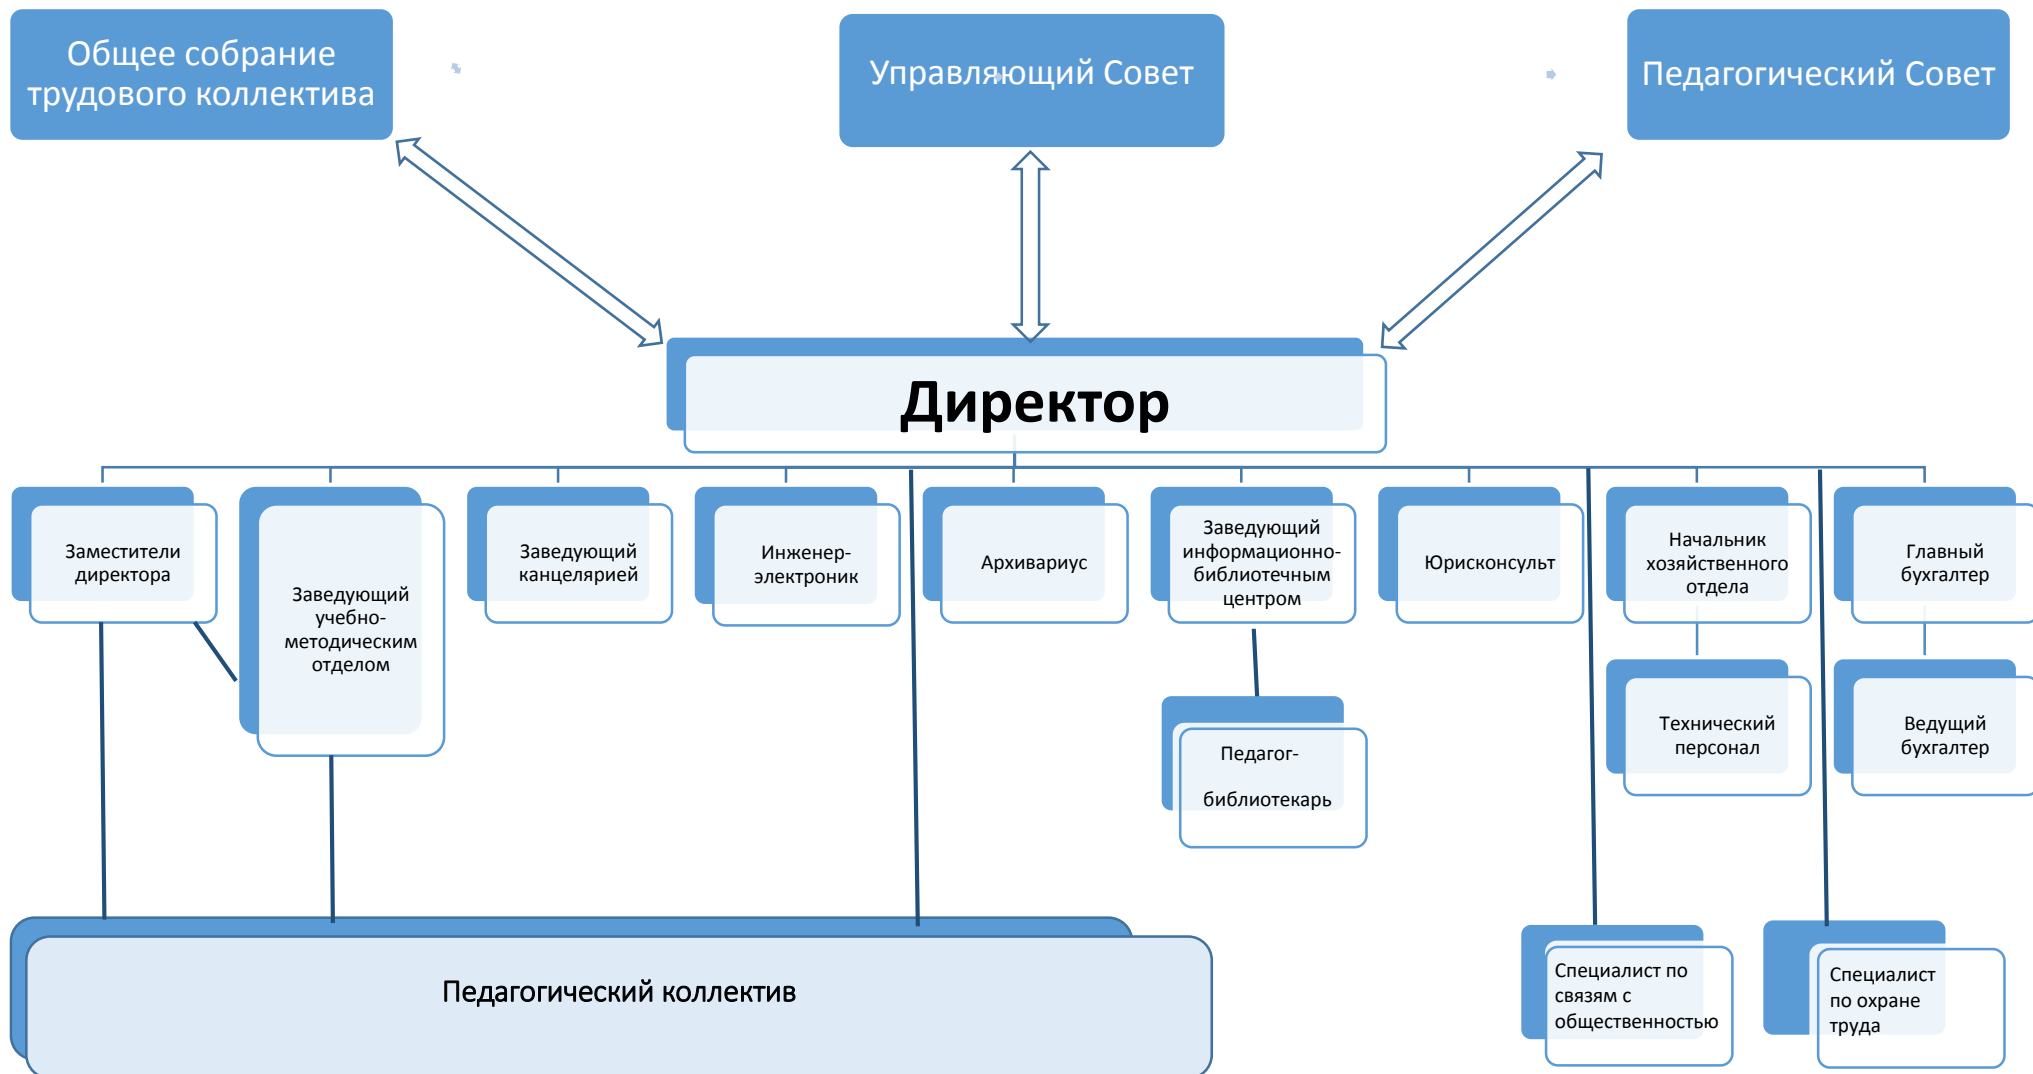 Общее собрание
трудового коллектива
Управляющий Совет
Педагогический Совет
Директор
Заместители
директора
Заведующий
учебно-
методическим
отделом
Заведующий
канцелярией
Инженер-
электроник
Архивариус
Заведующий
информационно-
библиотечным
центром
Юрисконсульт
Начальник
хозяйственного
отдела
Главный
бухгалтер
Педагог-
библиотекарь
Технический
персонал
Ведущий
бухгалтер
Педагогический коллектив
Специалист по
связям с
общественностью
Специалист
по охране
труда